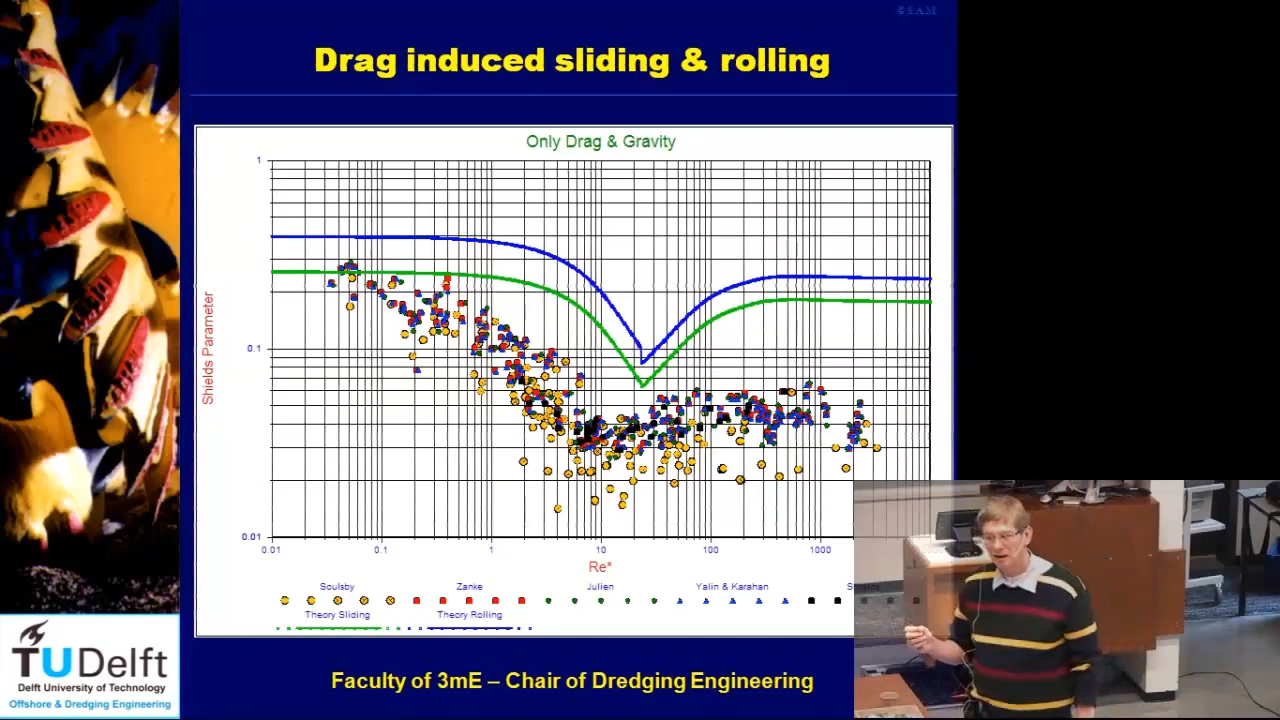 © S.A.M
Drag induced sliding & rolling
Only Drag & Gravity
Shields Parameter
1
0.1
0.01
0.01 0.1 1 10 100 1000
Re*
Soulsby Zanke Julien Yalin & Karahan
Theory Sliding Theory Rolling
TU Delft
Delft University of Technology
Offshore & Dredging Engineering
Faculty of 3mE – Chair of Dredging Engineering